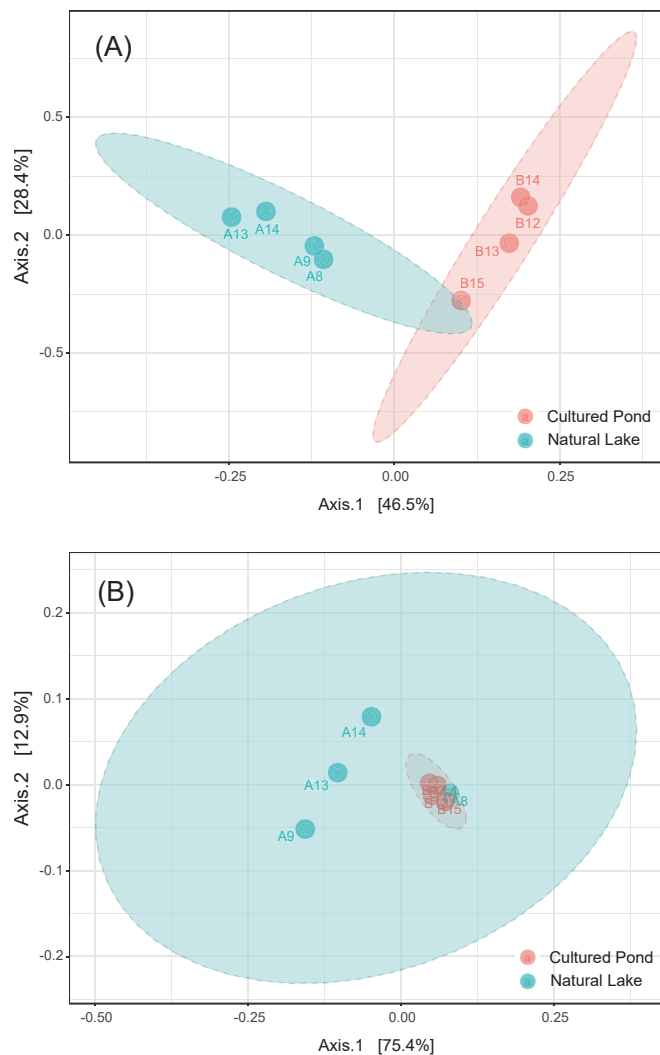 (A)
0.5
0.0
-0.5
Axis.2 [28.4%]
B14
B12
B13
B15
A13
A14
A9
A8
a Cultured Pond
a Natural Lake
-0.25
0.00
0.25
Axis.1 [46.5%]
(B)
0.2
0.1
0.0
-0.1
-0.2
Axis.2 [12.9%]
A14
A13
A9
A8
B15
a Cultured Pond
a Natural Lake
-0.50
-0.25
0.00
0.25
Axis.1 [75.4%]